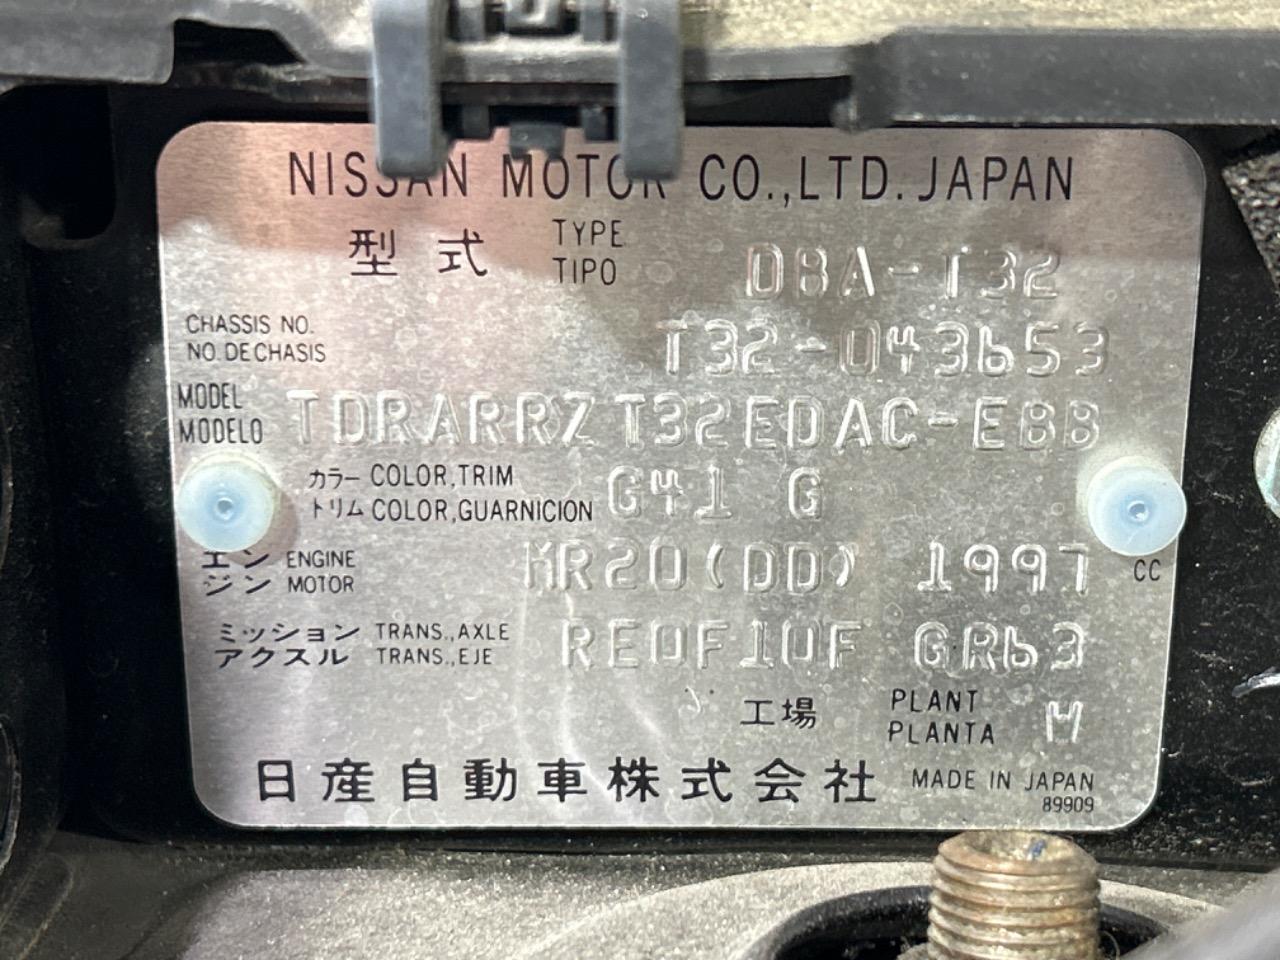 NISSAN MOTOR CO.,LTD. JAPAN
型式 TYPE TIPO DBA-T32
CHASSIS NO. NO. DE CHASIS T32-043653
MODEL MODELO TDRARRZ T32EDAC-EBB
カラー COLOR,TRIM トリム COLOR,GUARNICION G41 G
エンジン ENGINE MOTOR MR20(DD) 1997 CC
ミッション TRANS.,AXLE アクスル TRANS.,EJE RE0F10F GR63
工場 PLANT PLANTA W
日産自動車株式会社 MADE IN JAPAN
89909